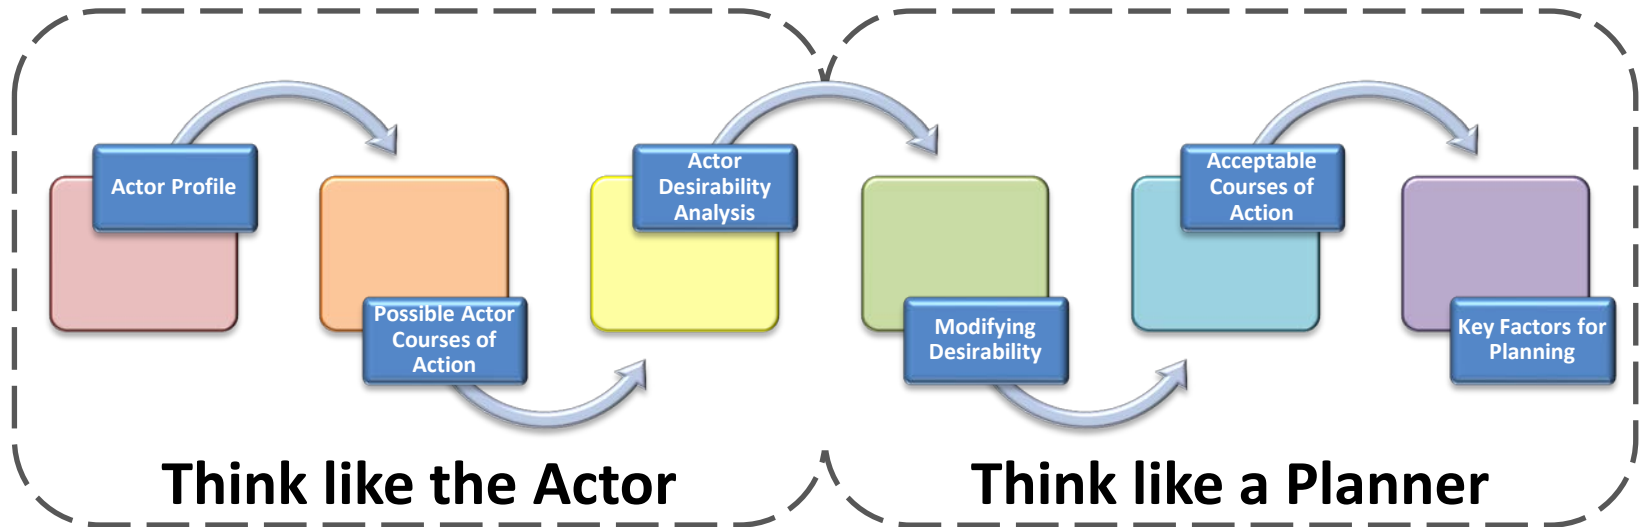 Actor Profile
Possible Actor
Courses of
Action
Actor
Desirability
Analysis
Modifying
Desirability
Acceptable
Courses of
Action
Key Factors for
Planning
Think like the Actor
Think like a Planner